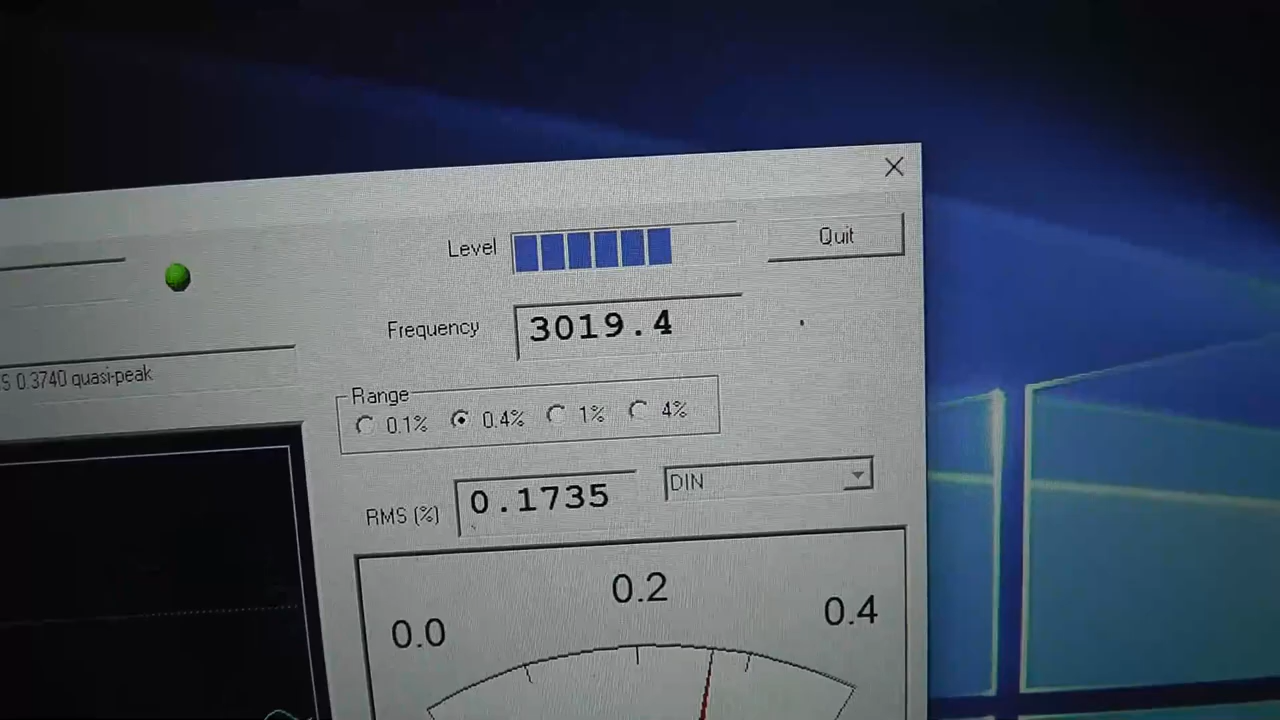 Quit
Level
Frequency 3019.4
0.3740 quasi-peak
Range
0.1% 0.4% 1% 4%
RMS (%) 0.1735 DIN
0.0 0.2 0.4